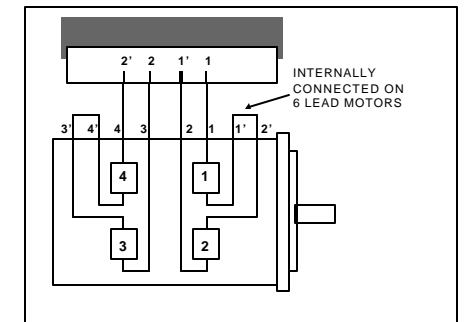 2' 2 1' 1
INTERNALLY
CONNECTED ON
6 LEAD MOTORS
3' 4' 4 3 2 1 1' 2'
4 1
3 2